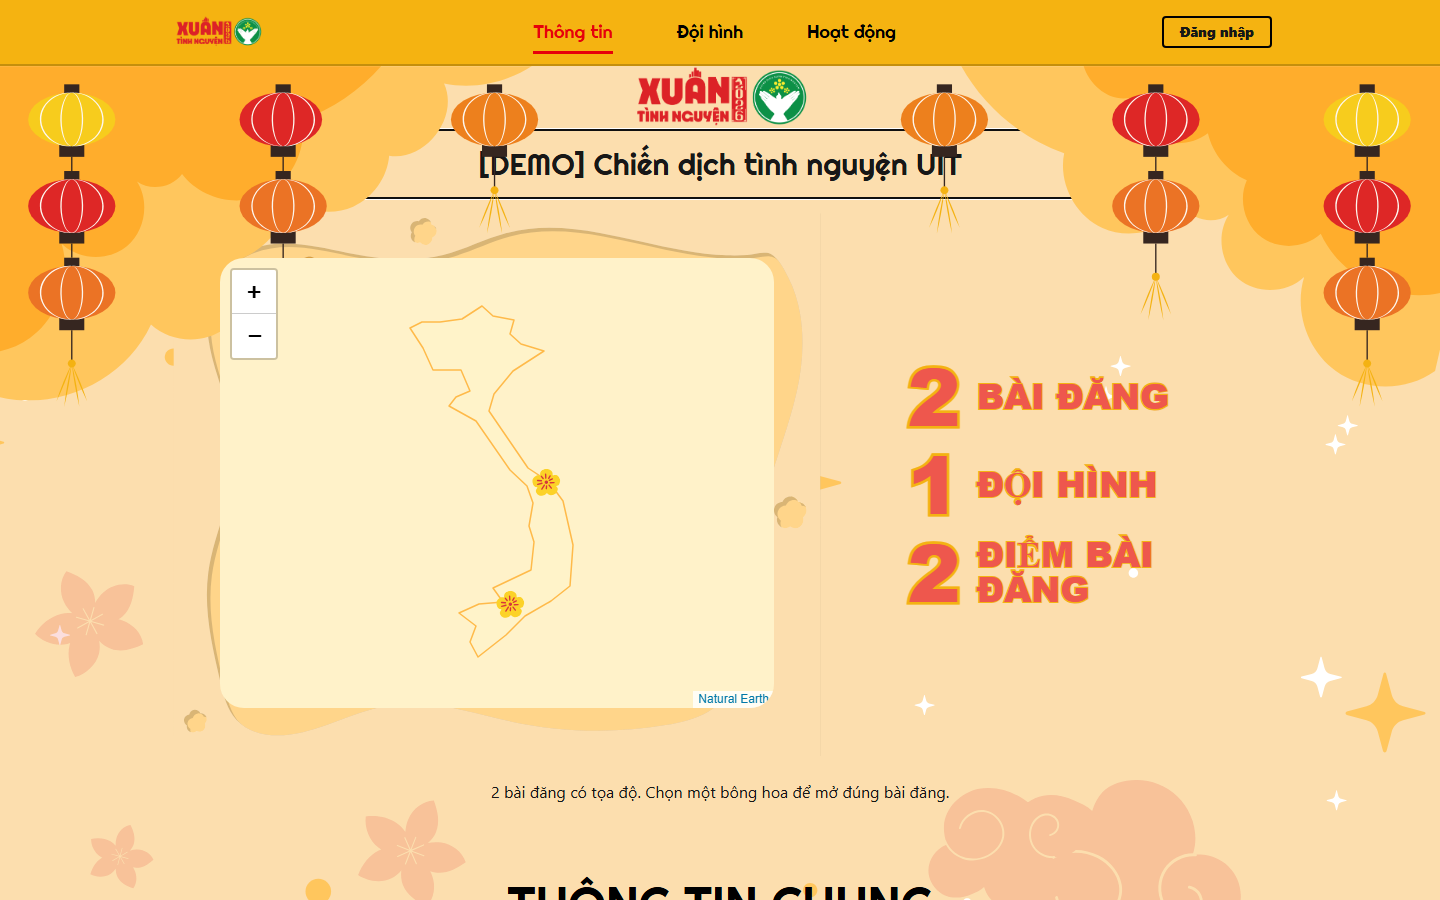 XUÂN 2026
TÌNH NGUYỆN
Thông tin
Đội hình
Hoạt động
Đăng nhập
XUÂN 2026
TÌNH NGUYỆN
[DEMO] Chiến dịch tình nguyện UIT
+
−
Natural Earth
2 BÀI ĐĂNG
1 ĐỘI HÌNH
2 ĐIỂM BÀI
ĐĂNG
2 bài đăng có tọa độ. Chọn một bông hoa để mở đúng bài đăng.
THÔNG TIN CHUNG